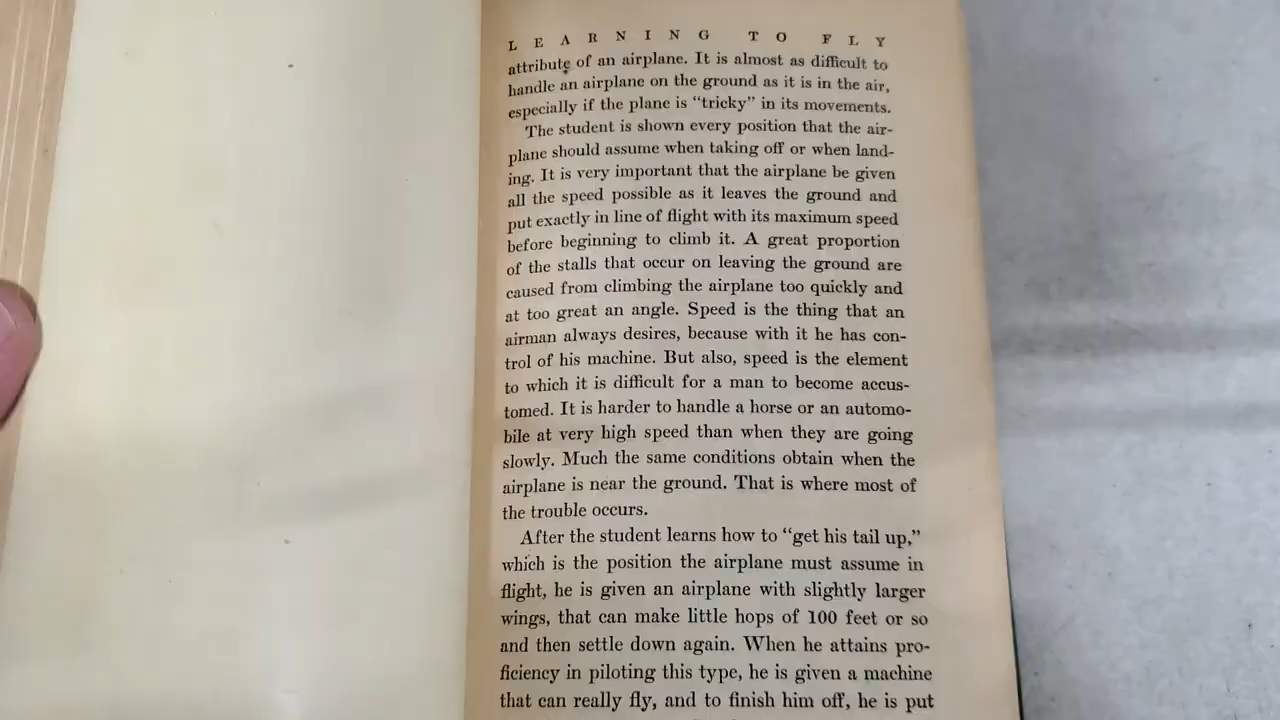 LEARNING TO FLY
attribute of an airplane. It is almost as difficult to
handle an airplane on the ground as it is in the air,
especially if the plane is “tricky” in its movements.
The student is shown every position that the air-
plane should assume when taking off or when land-
ing. It is very important that the airplane be given
all the speed possible as it leaves the ground and
put exactly in line of flight with its maximum speed
before beginning to climb it. A great proportion
of the stalls that occur on leaving the ground are
caused from climbing the airplane too quickly and
at too great an angle. Speed is the thing that an
airman always desires, because with it he has con-
trol of his machine. But also, speed is the element
to which it is difficult for a man to become accus-
tomed. It is harder to handle a horse or an automo-
bile at very high speed than when they are going
slowly. Much the same conditions obtain when the
airplane is near the ground. That is where most of
the trouble occurs.
After the student learns how to “get his tail up,”
which is the position the airplane must assume in
flight, he is given an airplane with slightly larger
wings, that can make little hops of 100 feet or so
and then settle down again. When he attains pro-
ficiency in piloting this type, he is given a machine
that can really fly, and to finish him off, he is put